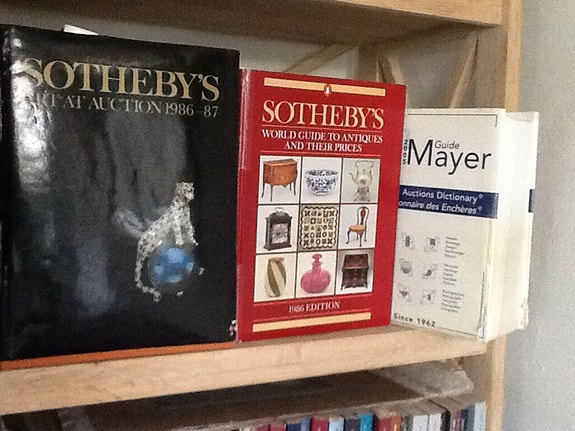 SOTHEBY'S
ART AT AUCTION 1986-87
SOTHEBY'S
WORLD GUIDE TO ANTIQUES
AND THEIR PRICES
1986 EDITION
Guide
Mayer
Auctions Dictionary
onnaire des Enchères
Since 1962